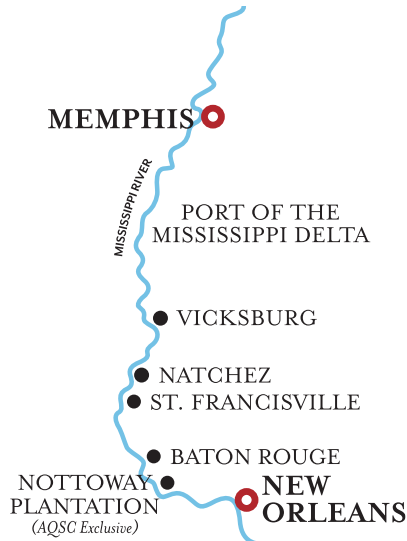 MEMPHIS
MISSISSIPPI RIVER
PORT OF THE
MISSISSIPPI DELTA
VICKSBURG
NATCHEZ
ST. FRANCISVILLE
BATON ROUGE
NOTTOWAY
PLANTATION
(AQSC Exclusive)
NEW
ORLEANS